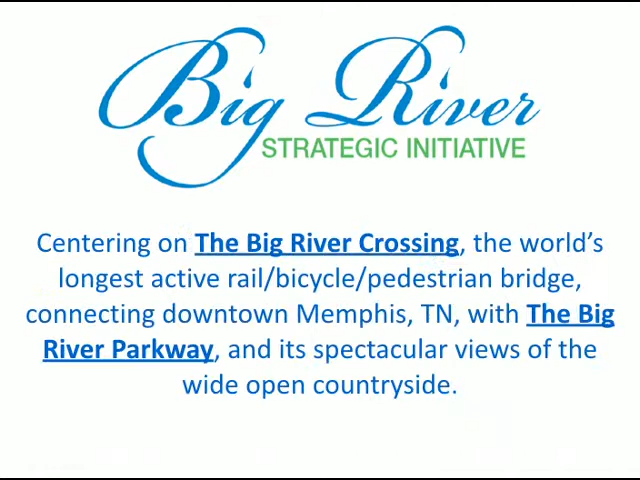 Big River
STRATEGIC INITIATIVE
Centering on The Big River Crossing, the world’s
longest active rail/bicycle/pedestrian bridge,
connecting downtown Memphis, TN, with The Big
River Parkway, and its spectacular views of the
wide open countryside.